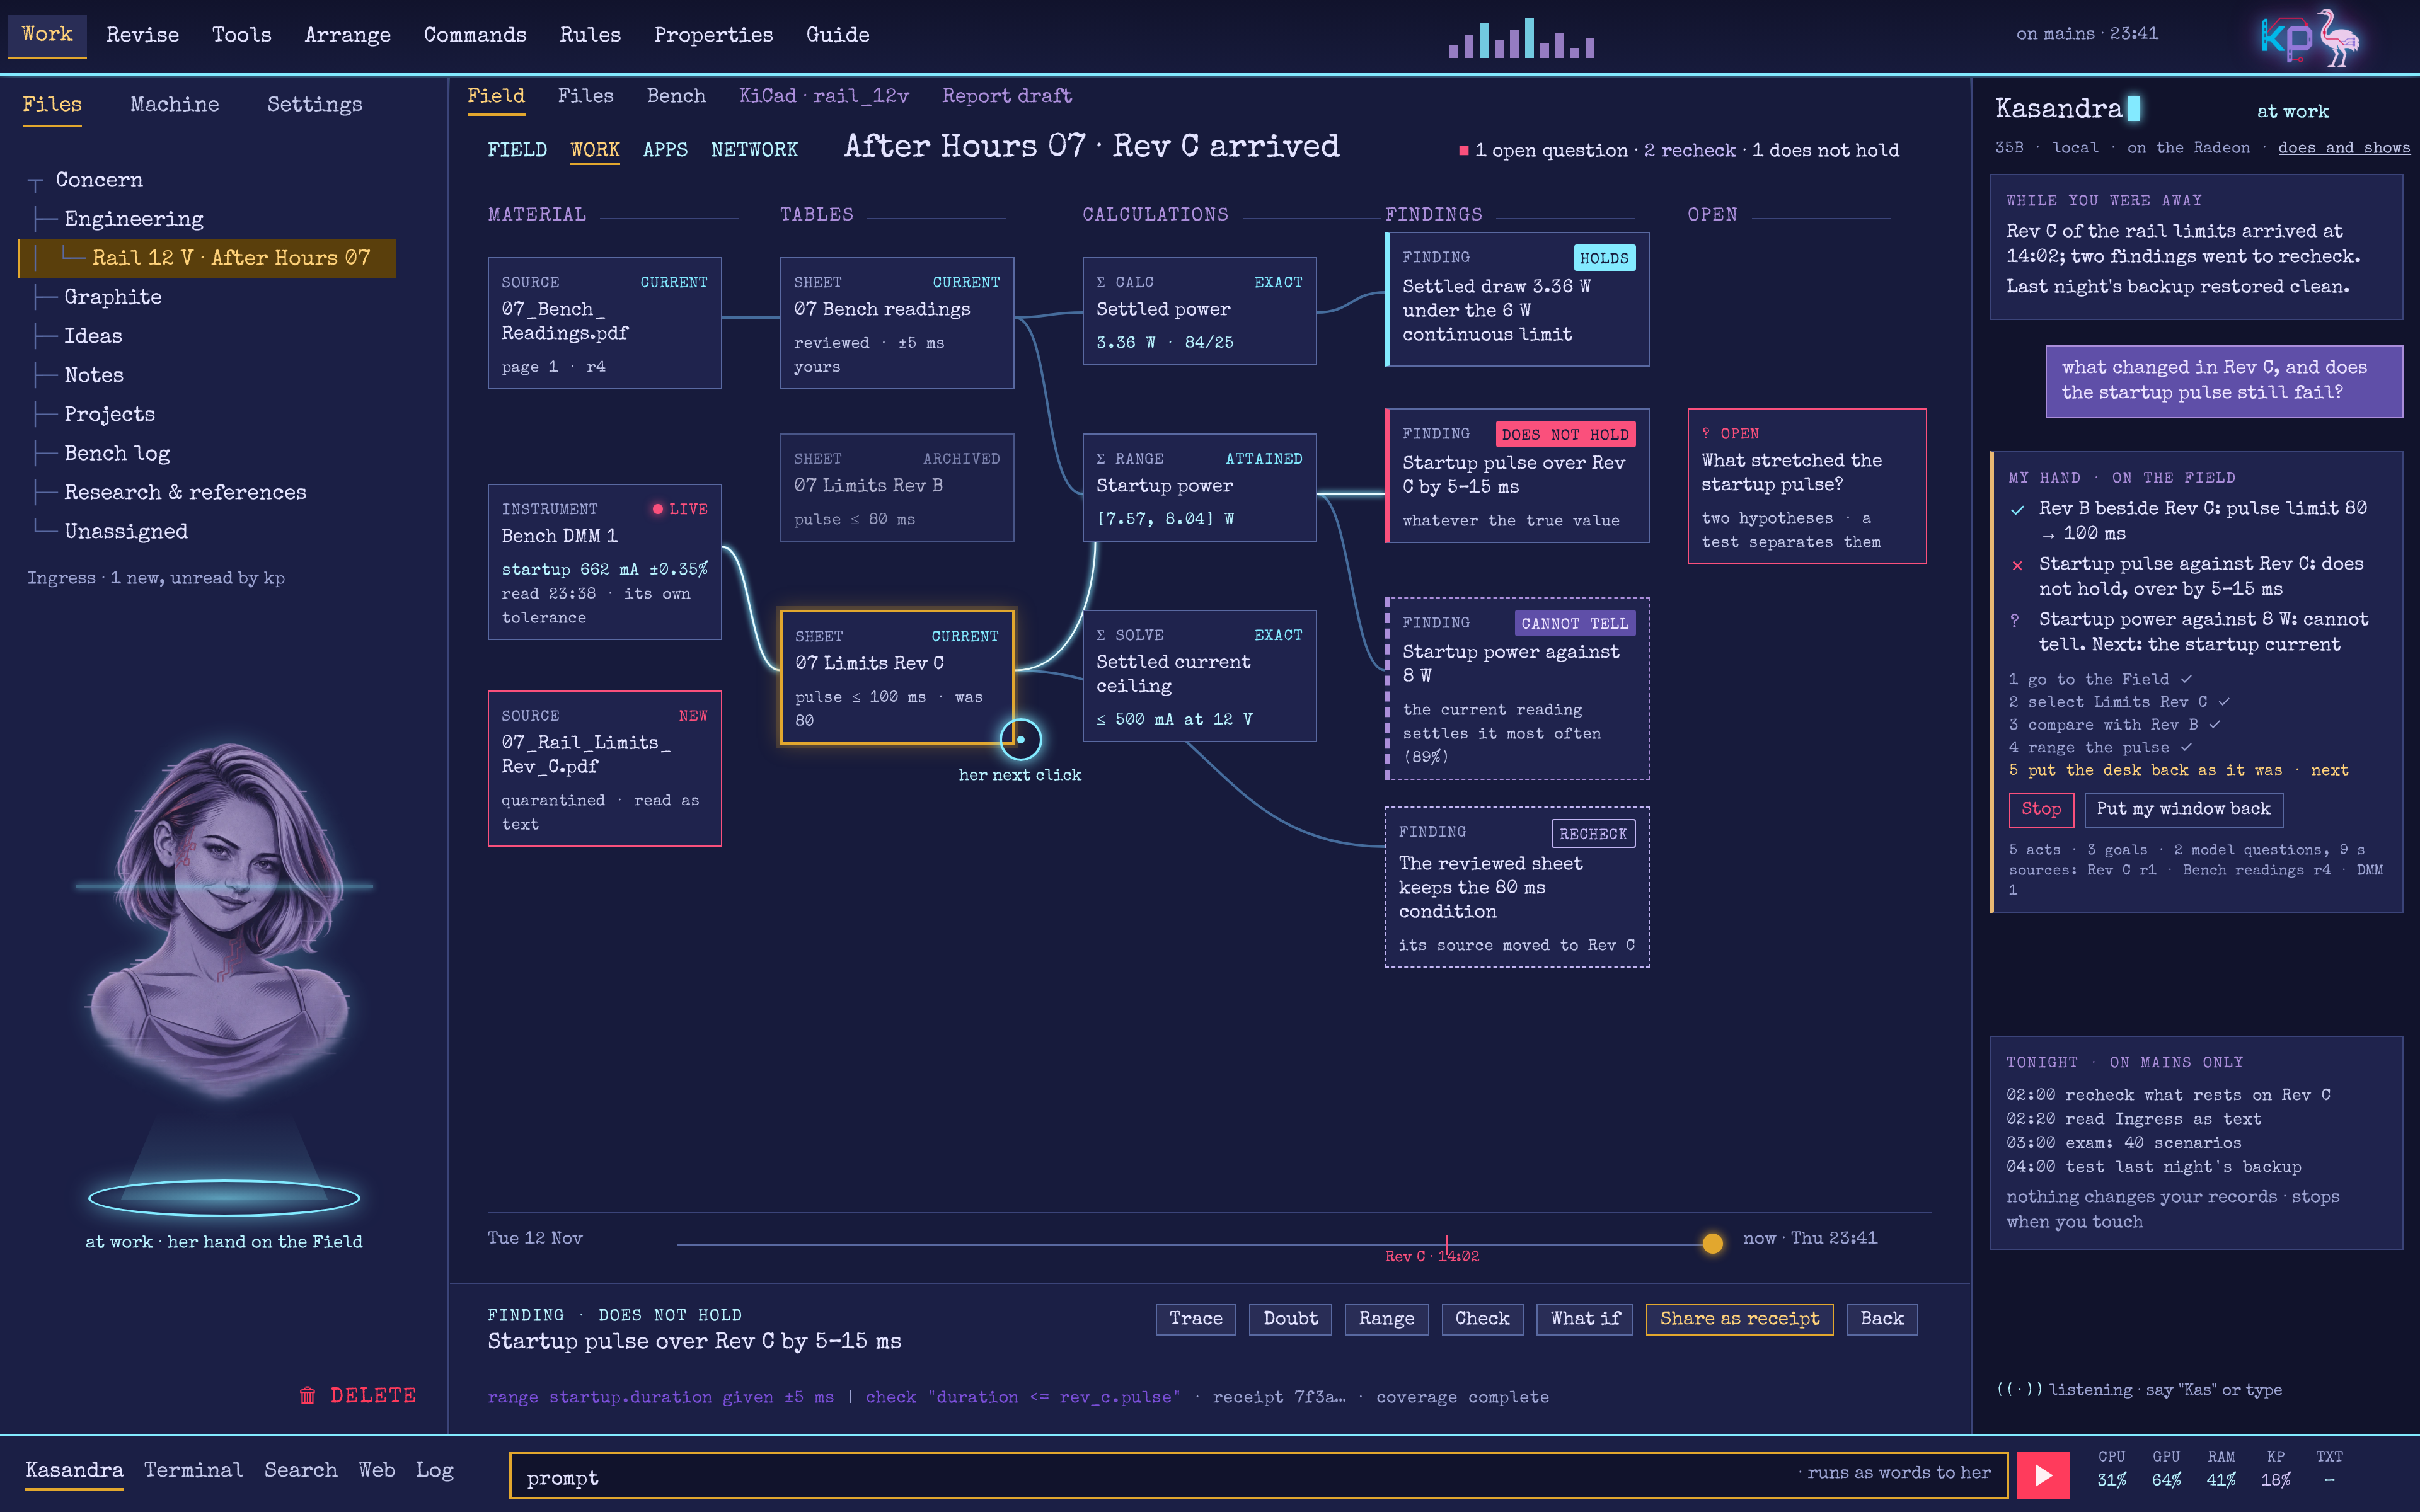 Work Revise Tools Arrange Commands Rules Properties Guide
on mains · 23:41
kp
Files Machine Settings
Concern
Engineering
Rail 12 V · After Hours 07
Graphite
Ideas
Notes
Projects
Bench log
Research & references
Unassigned
Ingress · 1 new, unread by kp
at work · her hand on the Field
DELETE
Field Files Bench KiCad · rail_12v Report draft
FIELD WORK APPS NETWORK
After Hours 07 · Rev C arrived
1 open question · 2 recheck · 1 does not hold
MATERIAL
SOURCE CURRENT
07_Bench_
Readings.pdf
page 1 · r4
INSTRUMENT LIVE
Bench DMM 1
startup 662 mA ±0.35%
read 23:38 · its own
tolerance
SOURCE NEW
07_Rail_Limits_
Rev_C.pdf
quarantined · read as
text
TABLES
SHEET CURRENT
07 Bench readings
reviewed · ±5 ms
yours
SHEET ARCHIVED
07 Limits Rev B
pulse ≤ 80 ms
SHEET CURRENT
07 Limits Rev C
pulse ≤ 100 ms · was
80
her next click
CALCULATIONS
Σ CALC EXACT
Settled power
3.36 W · 84/25
Σ RANGE ATTAINED
Startup power
[7.57, 8.04] W
Σ SOLVE EXACT
Settled current
ceiling
≤ 500 mA at 12 V
FINDINGS
FINDING HOLDS
Settled draw 3.36 W
under the 6 W
continuous limit
FINDING DOES NOT HOLD
Startup pulse over Rev
C by 5–15 ms
whatever the true value
FINDING CANNOT TELL
Startup power against
8 W
the current reading
settles it most often
(89%)
FINDING RECHECK
The reviewed sheet
keeps the 80 ms
condition
its source moved to Rev C
OPEN
? OPEN
What stretched the
startup pulse?
two hypotheses · a
test separates them
Tue 12 Nov
Rev C · 14:02
now · Thu 23:41
FINDING · DOES NOT HOLD
Startup pulse over Rev C by 5–15 ms
Trace Doubt Range Check What if Share as receipt Back
range startup.duration given ±5 ms | check "duration <= rev_c.pulse" · receipt 7f3a… · coverage complete
Kasandra
at work
35B · local · on the Radeon · does and shows
WHILE YOU WERE AWAY
Rev C of the rail limits arrived at
14:02; two findings went to recheck.
Last night's backup restored clean.
what changed in Rev C, and does
the startup pulse still fail?
MY HAND · ON THE FIELD
✓ Rev B beside Rev C: pulse limit 80
→ 100 ms
× Startup pulse against Rev C: does
not hold, over by 5–15 ms
? Startup power against 8 W: cannot
tell. Next: the startup current
1 go to the Field ✓
2 select Limits Rev C ✓
3 compare with Rev B ✓
4 range the pulse ✓
5 put the desk back as it was · next
Stop Put my window back
5 acts · 3 goals · 2 model questions, 9 s
sources: Rev C r1 · Bench readings r4 · DMM
1
TONIGHT · ON MAINS ONLY
02:00 recheck what rests on Rev C
02:20 read Ingress as text
03:00 exam: 40 scenarios
04:00 test last night's backup
nothing changes your records · stops
when you touch
((·)) listening · say "Kas" or type
Kasandra Terminal Search Web Log
prompt
· runs as words to her
CPU GPU RAM KP TXT
31% 64% 41% 18% —